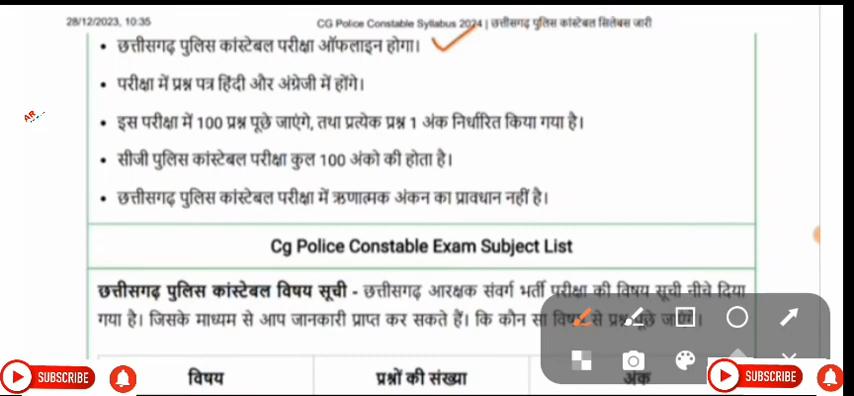 28/12/2023, 10:35 CG Police Constable Syllabus 2024 | छत्तीसगढ़ पुलिस कांस्टेबल सिलेबस जारी
• छत्तीसगढ़ पुलिस कांस्टेबल परीक्षा ऑफलाइन होगा।
• परीक्षा में प्रश्न पत्र हिंदी और अंग्रेजी में होंगे।
AR
• इस परीक्षा में 100 प्रश्न पूछे जाएंगे, तथा प्रत्येक प्रश्न 1 अंक निर्धारित किया गया है।
• सीजी पुलिस कांस्टेबल परीक्षा कुल 100 अंको की होता है।
• छत्तीसगढ़ पुलिस कांस्टेबल परीक्षा में ऋणात्मक अंकन का प्रावधान नहीं है।
Cg Police Constable Exam Subject List
छत्तीसगढ़ पुलिस कांस्टेबल विषय सूची - छत्तीसगढ़ आरक्षक संवर्ग भर्ती परीक्षा की विषय सूची नीचे दिया
गया है। जिसके माध्यम से आप जानकारी प्राप्त कर सकते हैं। कि कौन सा विषय से प्रश्न पूछे जाएंगे।
SUBSCRIBE विषय प्रश्नों की संख्या अंक SUBSCRIBE